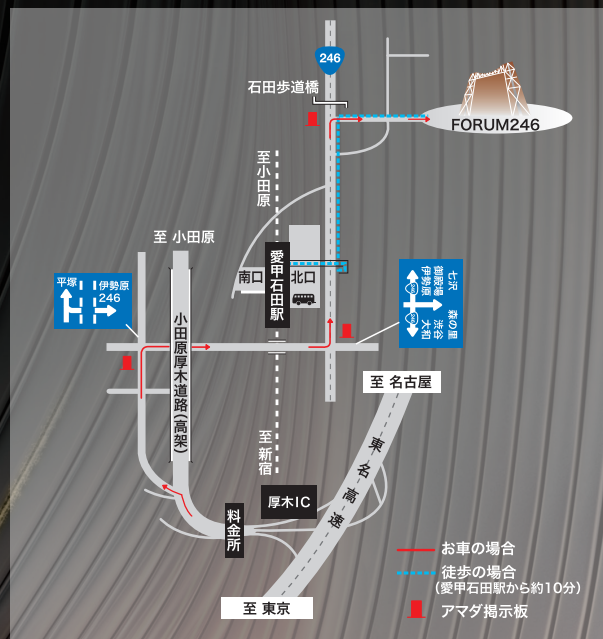 246
石田歩道橋
FORUM246
至小田原
至 小田原
愛甲石田駅
南口
北口
平塚
伊勢原
246
七沢
御殿場
伊勢原
森の里
渋谷
大和
小田原厚木道路(高架)
至 名古屋
至新宿
東名高速
厚木IC
料金所
至 東京
お車の場合
徒歩の場合
(愛甲石田駅から約10分)
アマダ掲示板